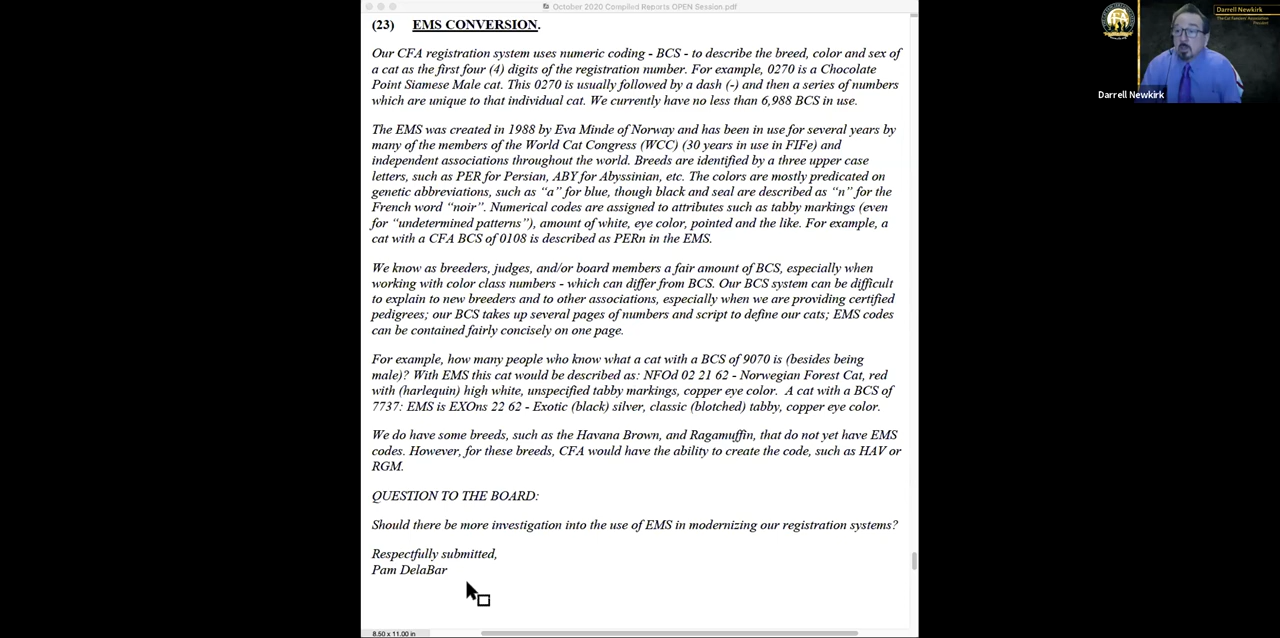 October 2020 Compiled Reports OPEN Session.pdf
Darrell Newkirk
The Cat Fanciers' Association
President
(23) EMS CONVERSION.
Our CFA registration system uses numeric coding - BCS - to describe the breed, color and sex of
a cat as the first four (4) digits of the registration number. For example, 0270 is a Chocolate
Point Siamese Male cat. This 0270 is usually followed by a dash (-) and then a series of numbers
which are unique to that individual cat. We currently have no less than 6,988 BCS in use.
Darrell Newkirk
The EMS was created in 1988 by Eva Minde of Norway and has been in use for several years by
many of the members of the World Cat Congress (WCC) (30 years in use in FIFe) and
independent associations throughout the world. Breeds are identified by a three upper case
letters, such as PER for Persian, ABY for Abyssinian, etc. The colors are mostly predicated on
genetic abbreviations, such as “a” for blue, though black and seal are described as “n” for the
French word “noir”. Numerical codes are assigned to attributes such as tabby markings (even
for “undetermined patterns”), amount of white, eye color, pointed and the like. For example, a
cat with a CFA BCS of 0108 is described as PERn in the EMS.
We know as breeders, judges, and/or board members a fair amount of BCS, especially when
working with color class numbers - which can differ from BCS. Our BCS system can be difficult
to explain to new breeders and to other associations, especially when we are providing certified
pedigrees; our BCS takes up several pages of numbers and script to define our cats; EMS codes
can be contained fairly concisely on one page.
For example, how many people who know what a cat with a BCS of 9070 is (besides being
male)? With EMS this cat would be described as: NFOd 02 21 62 - Norwegian Forest Cat, red
with (harlequin) high white, unspecified tabby markings, copper eye color. A cat with a BCS of
7737: EMS is EXOns 22 62 - Exotic (black) silver, classic (blotched) tabby, copper eye color.
We do have some breeds, such as the Havana Brown, and Ragamuffin, that do not yet have EMS
codes. However, for these breeds, CFA would have the ability to create the code, such as HAV or
RGM.
QUESTION TO THE BOARD:
Should there be more investigation into the use of EMS in modernizing our registration systems?
Respectfully submitted,
Pam DelaBar
8.50 x 11.00 in